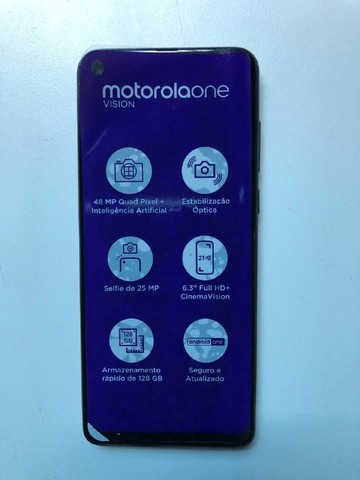 motorolaone
VISION
48 MP Quad Pixel +
Inteligência Artificial
Estabilização
Óptica
Selfie de 25 MP
21:9
6.3" Full HD+
CinemaVision
128
GB
Armazenamento
rápido de 128 GB
androidone
Seguro e
Atualizado